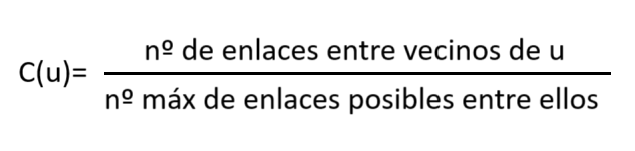 nº de enlaces entre vecinos de u
C(u)=
nº máx de enlaces posibles entre ellos